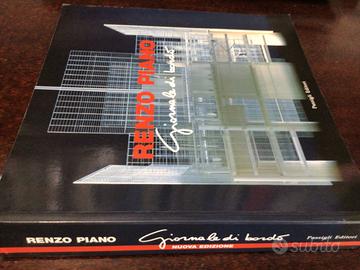 RENZO PIANO
Giornale di bordo
Passigli Editori
RENZO PIANO
Giornale di bordo
NUOVA EDIZIONE
Passigli Editori
subito